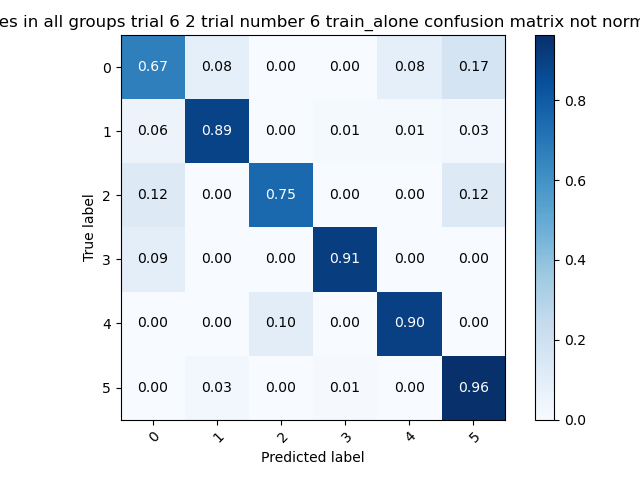 es in all groups trial 6 2 trial number 6 train_alone confusion matrix not norm
0 0.67 0.08 0.00 0.00 0.08 0.17
1 0.06 0.89 0.00 0.01 0.01 0.03
2 0.12 0.00 0.75 0.00 0.00 0.12
3 0.09 0.00 0.00 0.91 0.00 0.00
4 0.00 0.00 0.10 0.00 0.90 0.00
5 0.00 0.03 0.00 0.01 0.00 0.96
0 1 2 3 4 5
True label
Predicted label
0.8
0.6
0.4
0.2
0.0